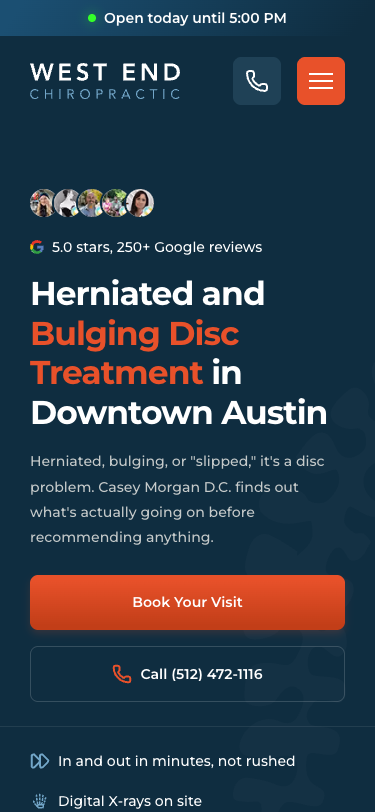 Open today until 5:00 PM
WEST END
CHIROPRACTIC
5.0 stars, 250+ Google reviews
Herniated and
Bulging Disc
Treatment in
Downtown Austin
Herniated, bulging, or "slipped," it's a disc
problem. Casey Morgan D.C. finds out
what's actually going on before
recommending anything.
Book Your Visit
Call (512) 472-1116
In and out in minutes, not rushed
Digital X-rays on site